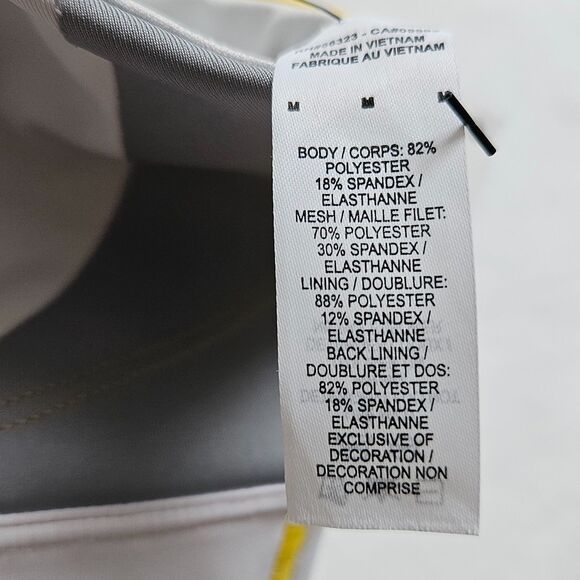 MADE IN VIETNAM
FABRIQUE AU VIETNAM
M M M
BODY / CORPS: 82%
POLYESTER
18% SPANDEX /
ELASTHANNE
MESH / MAILLE FILET:
70% POLYESTER
30% SPANDEX /
ELASTHANNE
LINING / DOUBLURE:
88% POLYESTER
12% SPANDEX /
ELASTHANNE
BACK LINING /
DOUBLURE ET DOS:
82% POLYESTER
18% SPANDEX /
ELASTHANNE
EXCLUSIVE OF
DECORATION /
DECORATION NON
COMPRISE